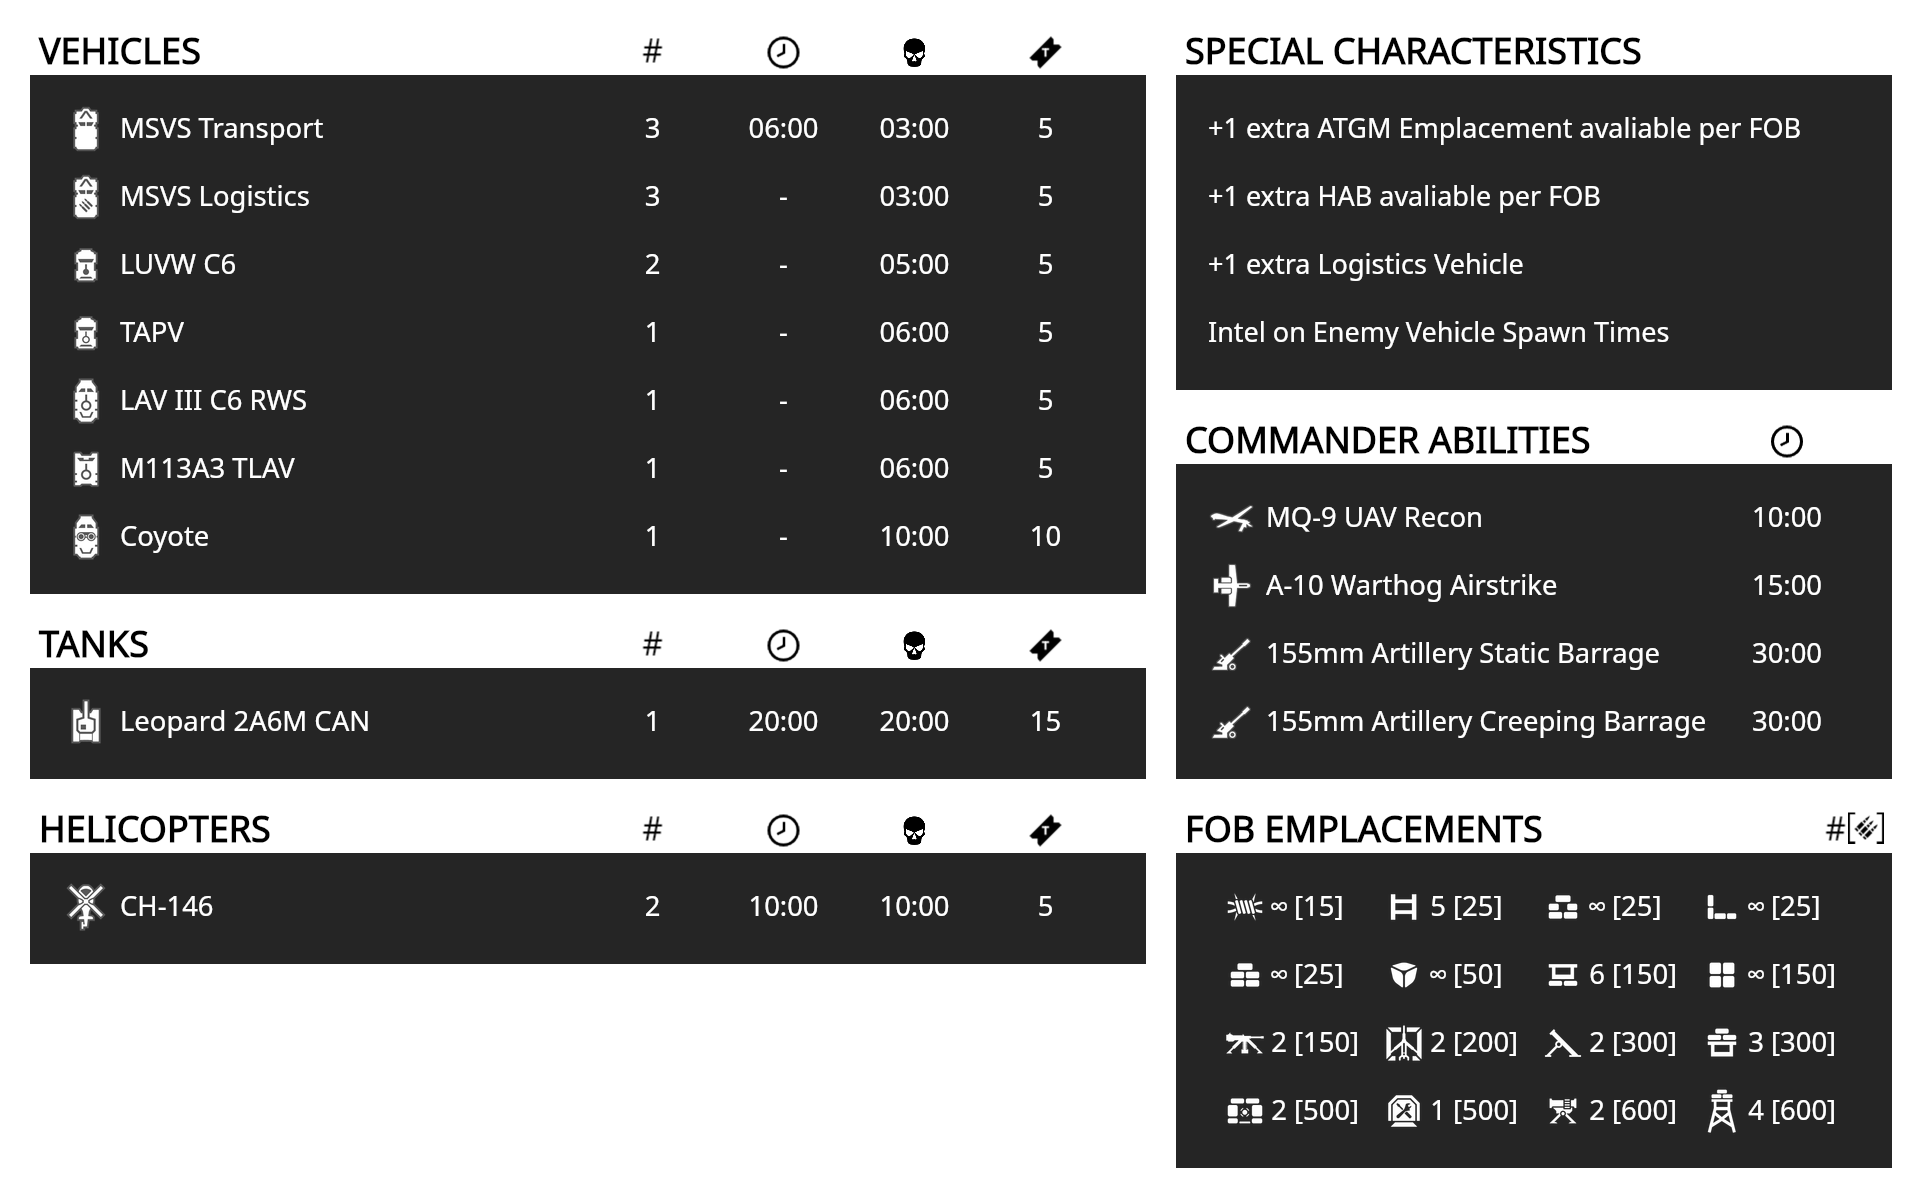 VEHICLES #
MSVS Transport 3 06:00 03:00 5
MSVS Logistics 3 - 03:00 5
LUVW C6 2 - 05:00 5
TAPV 1 - 06:00 5
LAV III C6 RWS 1 - 06:00 5
M113A3 TLAV 1 - 06:00 5
Coyote 1 - 10:00 10
TANKS # T
Leopard 2A6M CAN 1 20:00 20:00 15
HELICOPTERS # T
CH-146 2 10:00 10:00 5
SPECIAL CHARACTERISTICS
+1 extra ATGM Emplacement avaliable per FOB
+1 extra HAB avaliable per FOB
+1 extra Logistics Vehicle
Intel on Enemy Vehicle Spawn Times
COMMANDER ABILITIES
MQ-9 UAV Recon 10:00
A-10 Warthog Airstrike 15:00
155mm Artillery Static Barrage 30:00
155mm Artillery Creeping Barrage 30:00
FOB EMPLACEMENTS #[]
∞ [15] 5 [25] ∞ [25] ∞ [25]
∞ [25] ∞ [50] 6 [150] ∞ [150]
2 [150] 2 [200] 2 [300] 3 [300]
2 [500] 1 [500] 2 [600] 4 [600]